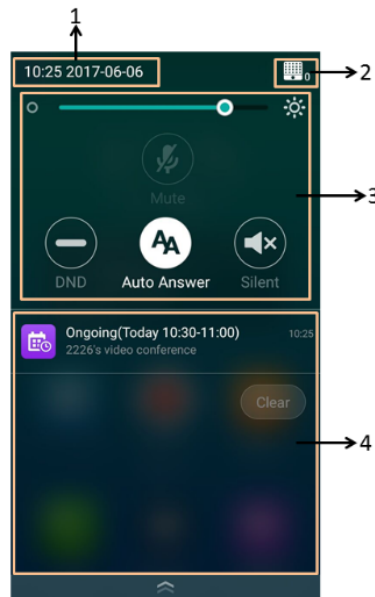 1
10:25 2017-06-06
0
2
3
Mute
AA
DND Auto Answer Silent
Ongoing(Today 10:30-11:00) 10:25
2226's video conference
Clear
4